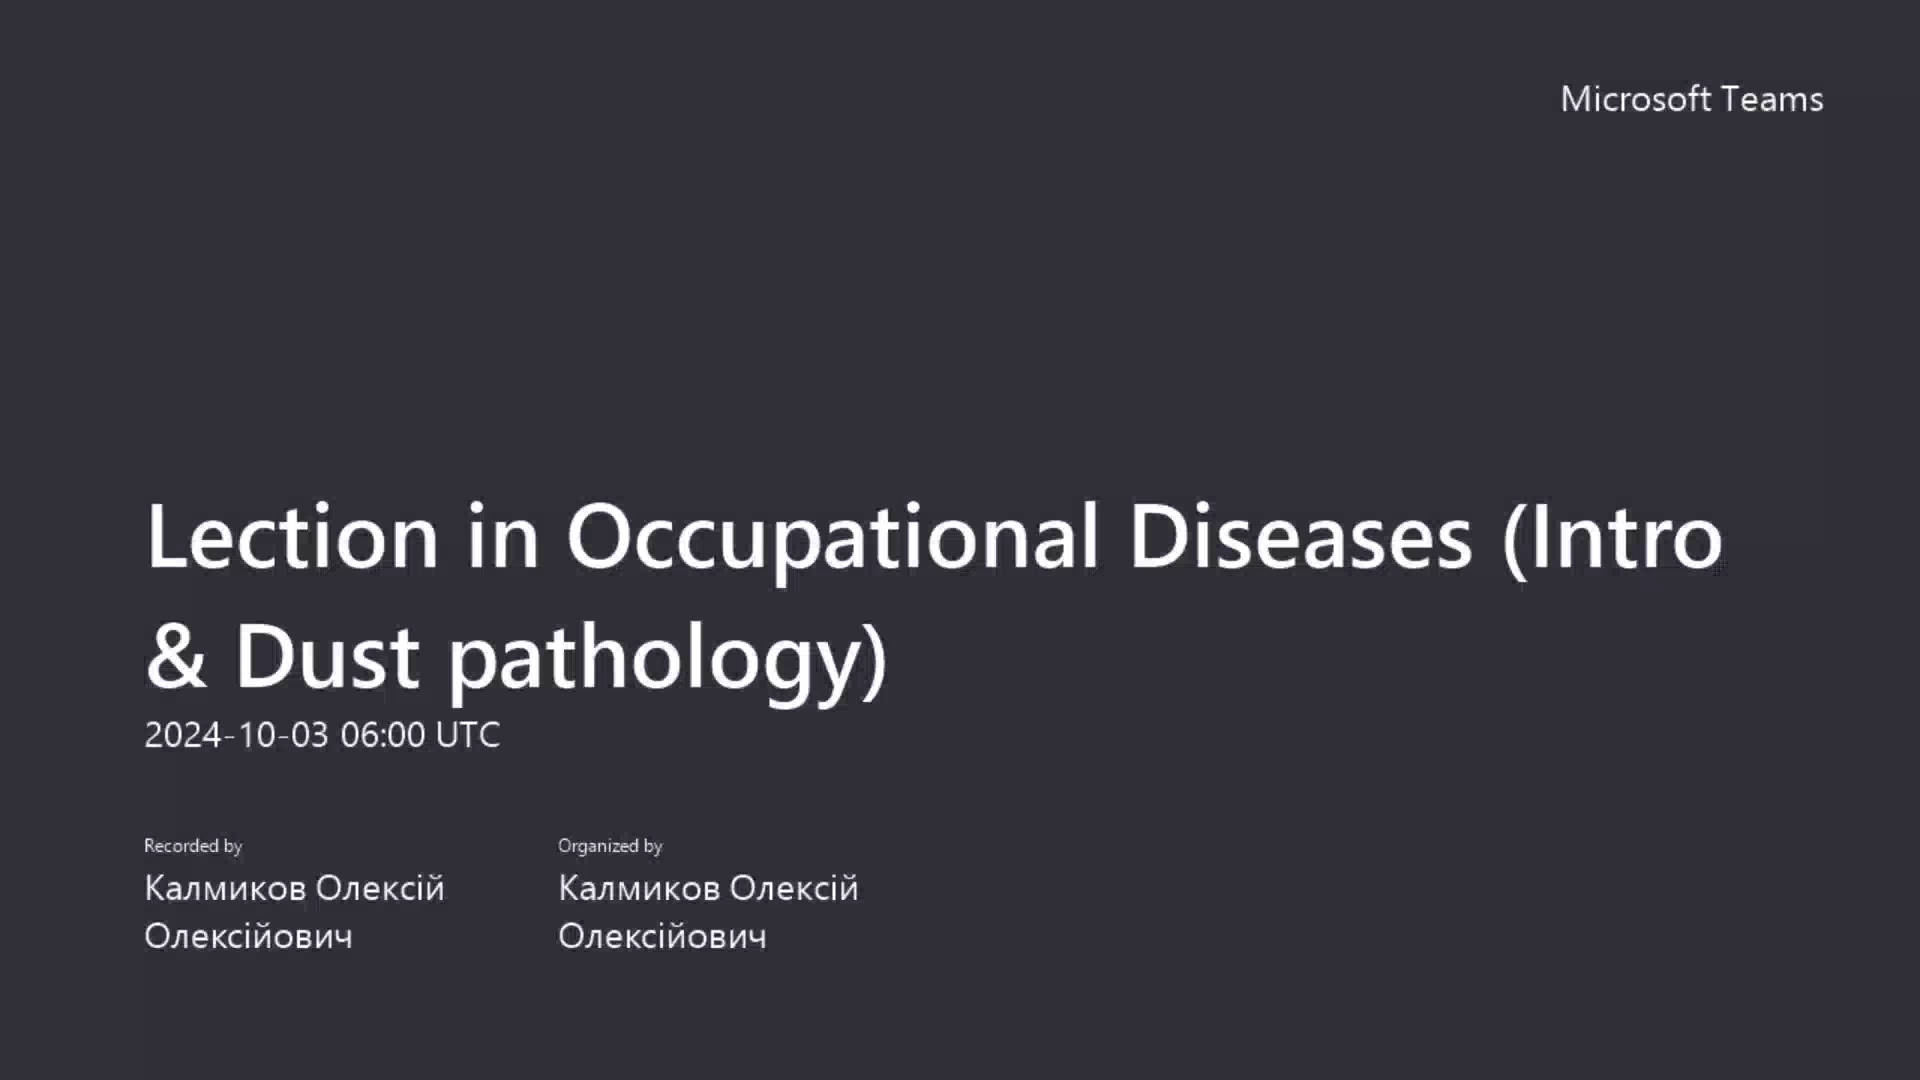 Microsoft Teams
Lection in Occupational Diseases (Intro
& Dust pathology)
2024-10-03 06:00 UTC
Recorded by
Калмиков Олексій
Олексійович
Organized by
Калмиков Олексій
Олексійович